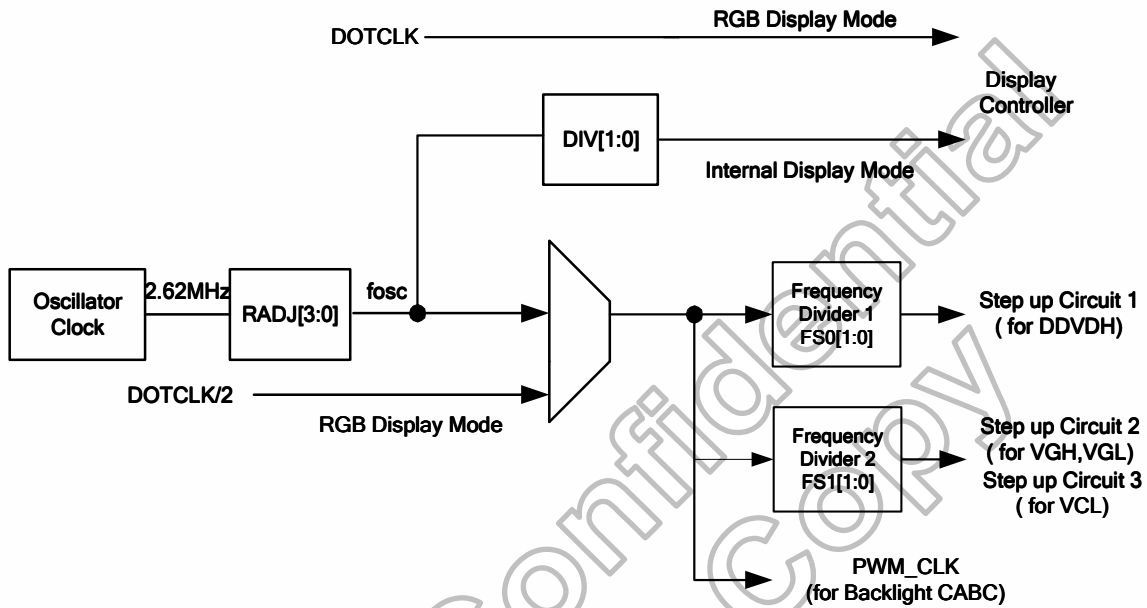 DOTCLK
RGB Display Mode
Display
Controller
DIV[1:0]
Internal Display Mode
Oscillator
Clock
2.62MHz
RADJ[3:0]
fosc
Frequency
Divider 1
FS0[1:0]
Step up Circuit 1
( for DDVDH)
DOTCLK/2
RGB Display Mode
Frequency
Divider 2
FS1[1:0]
Step up Circuit 2
( for VGH,VGL)
Step up Circuit 3
( for VCL)
PWM_CLK
(for Backlight CABC)
Confidential
Copy